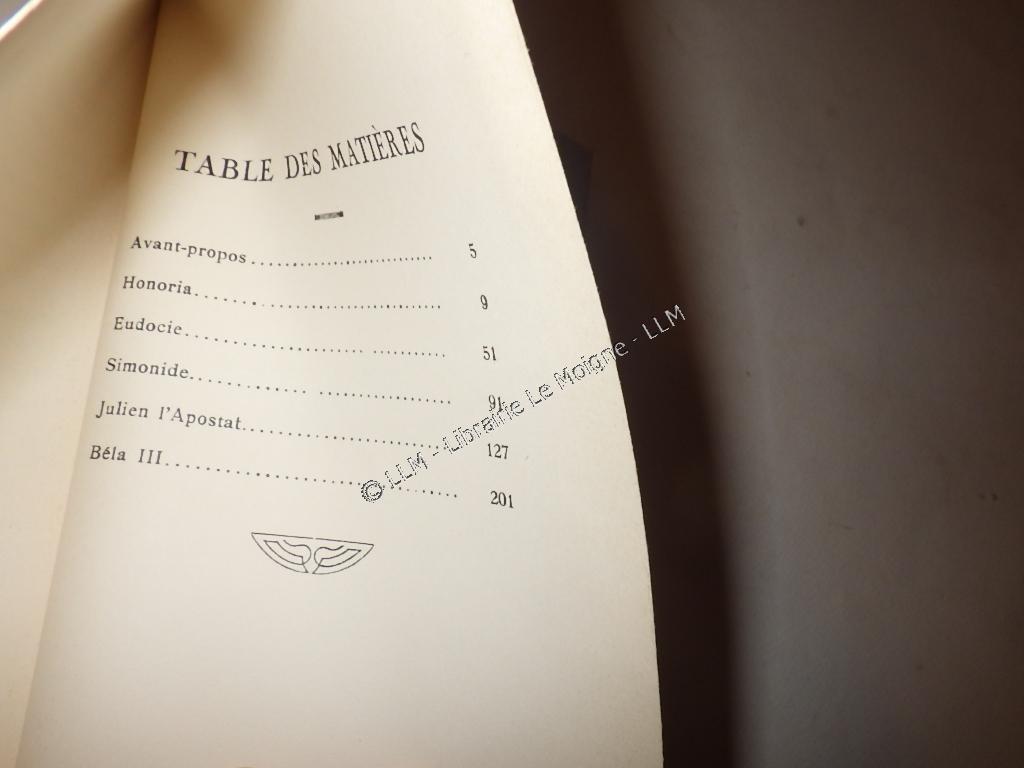 TABLE DES MATIÈRES
Avant-propos.............................. 5
Honoria.................................. 9
Eudocie.................................... 51
Simonide.................................... 91
Julien l'Apostat............................ 127
Béla III........................................ 201
© LLM - Librairie Le Moigne - LLM